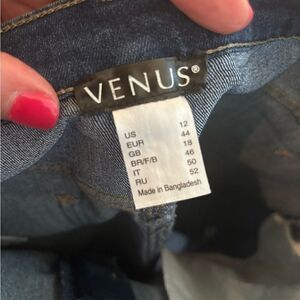 VENUS®
US 12
EUR 44
GB 18
BR/F/B 46
IT 50
RU 52
Made in Bangladesh